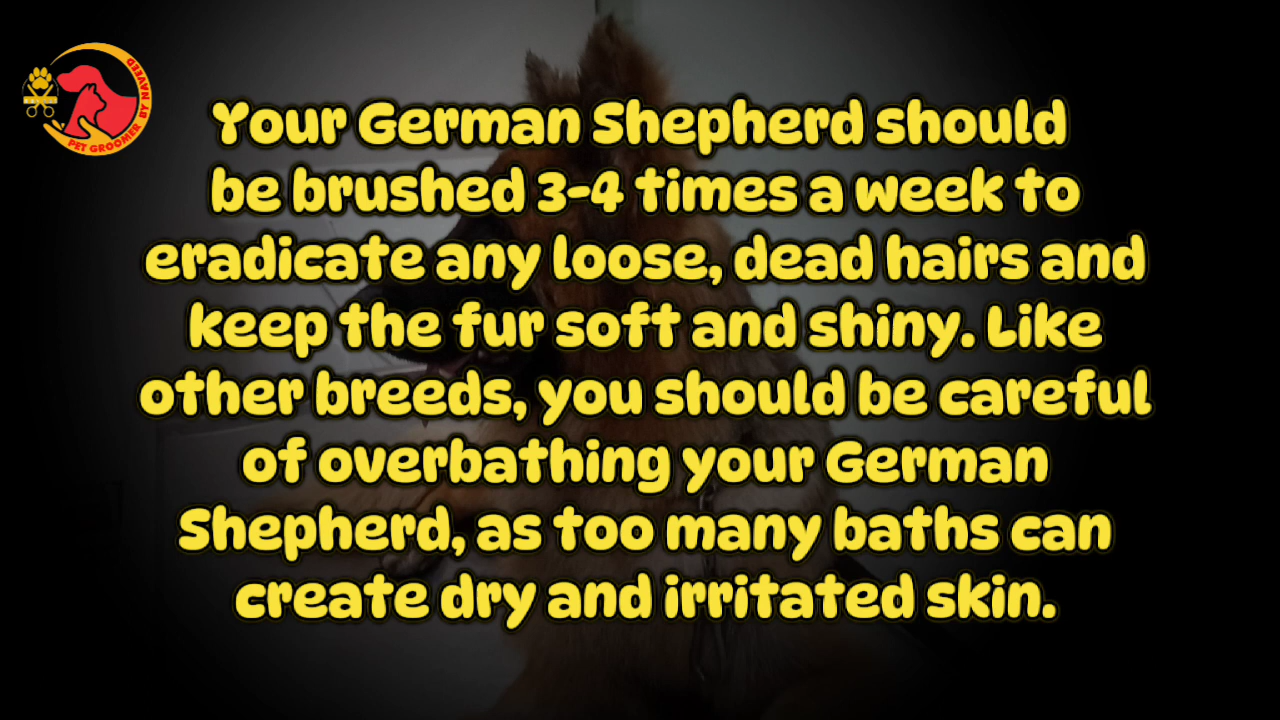 PET GROOMER BY NAVEED
Your German Shepherd should
be brushed 3-4 times a week to
eradicate any loose, dead hairs and
keep the fur soft and shiny. Like
other breeds, you should be careful
of overbathing your German
Shepherd, as too many baths can
create dry and irritated skin.